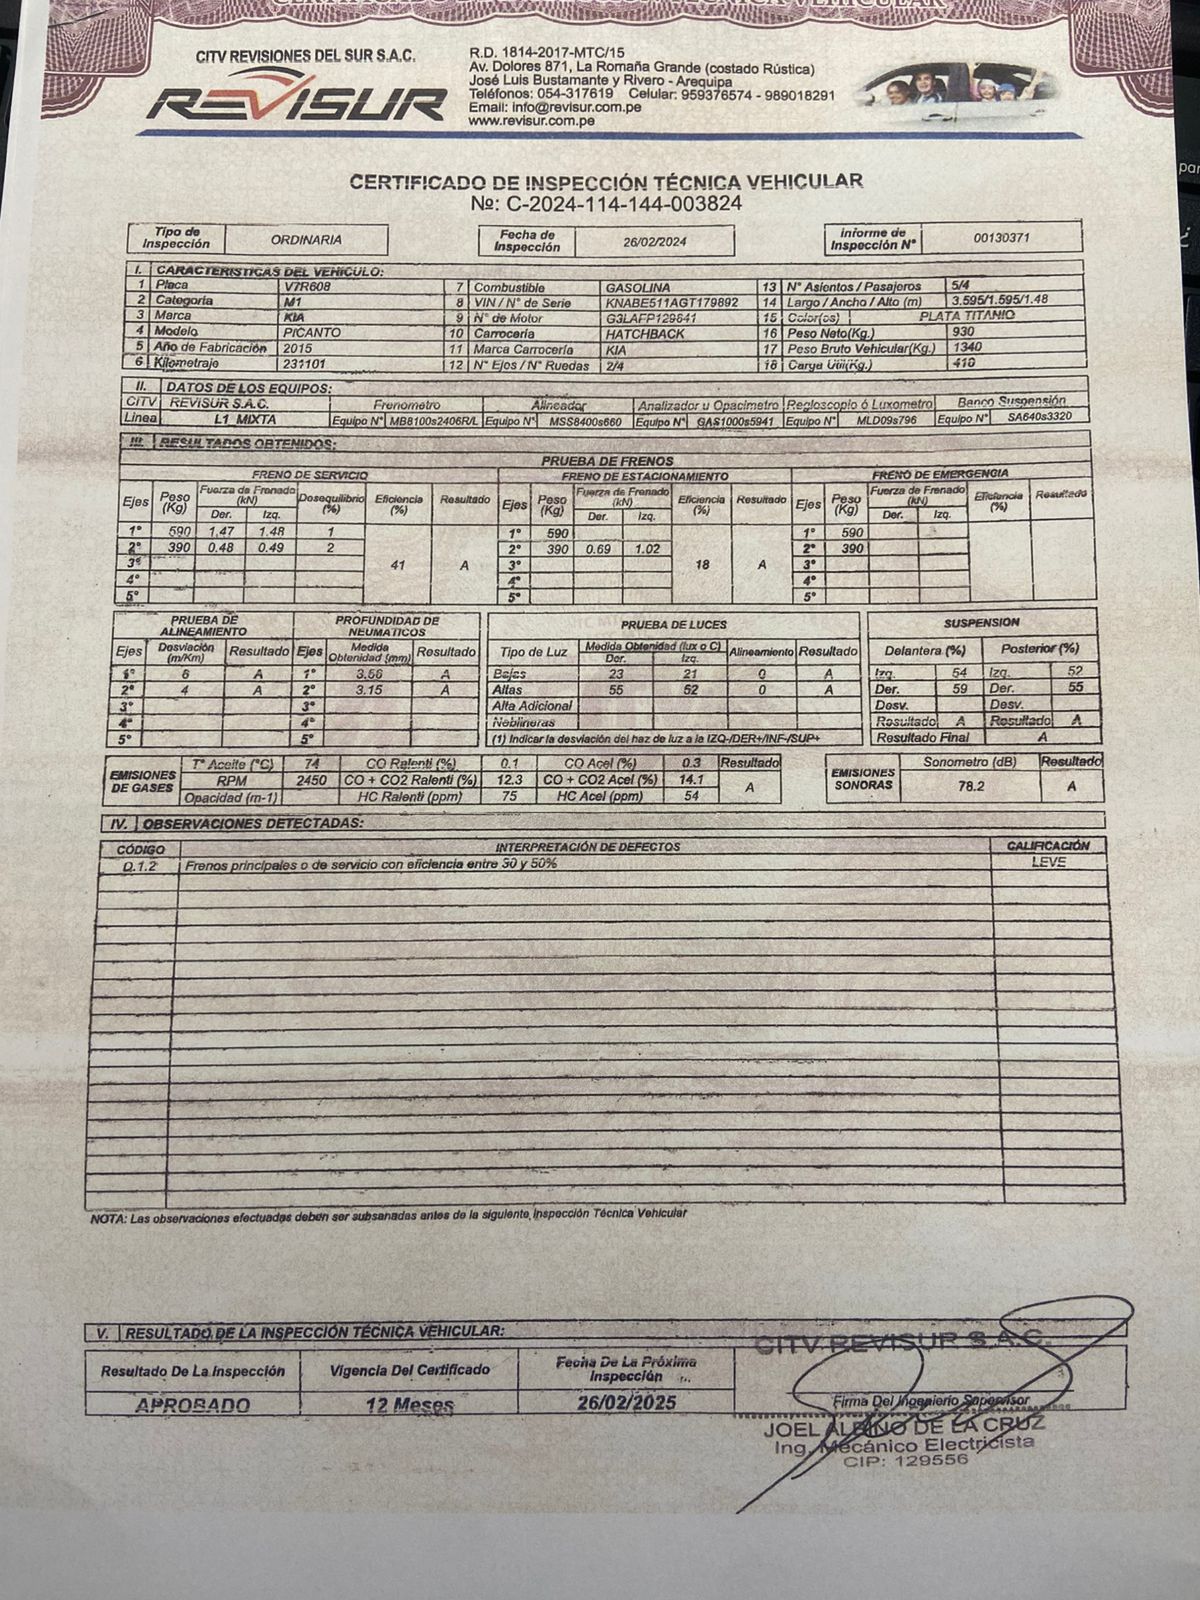 CERTIFICADO DE INSPECCIÓN TÉCNICA VEHICULAR
CITV REVISIONES DEL SUR S.A.C.
REVISUR
R.D. 1814-2017-MTC/15
Av. Dolores 871, La Romaña Grande (costado Rústica)
José Luis Bustamante y Rivero - Arequipa
Teléfonos: 054-317619 Celular: 959376574 - 989018291
Email: info@revisur.com.pe
www.revisur.com.pe
CERTIFICADO DE INSPECCIÓN TÉCNICA VEHICULAR
Nº: C-2024-114-144-003824
Tipo de Inspección ORDINARIA Fecha de Inspección 26/02/2024 Informe de Inspección N° 00130371
I. CARACTERISTICAS DEL VEHICULO:
1 Placa V7R608 7 Combustible GASOLINA 13 N° Asientos / Pasajeros 5/4
2 Categoria M1 8 VIN / N° de Serie KNABE511AGT179892 14 Largo / Ancho / Alto (m) 3.595/1.595/1.48
3 Marca KIA 9 N° de Motor G3LAFP129641 15 Color(es) PLATA TITANIO
4 Modelo PICANTO 10 Carrocería HATCHBACK 16 Peso Neto(Kg.) 930
5 Año de Fabricación 2015 11 Marca Carrocería KIA 17 Peso Bruto Vehicular(Kg.) 1340
6 Kilometraje 231101 12 N° Ejes / N° Ruedas 2/4 18 Carga Útil(Kg.) 410
II. DATOS DE LOS EQUIPOS:
CITV REVISUR S.A.C. Frenometro Alineador Analizador u Opacimetro Regloscopio ó Luxometro Banco Suspensión
Linea L1 MIXTA Equipo N° MB8100s2406R/L Equipo N° MSS8400s660 Equipo N° GAS1000s5941 Equipo N° MLD09s796 Equipo N° SA640s3320
III. RESULTADOS OBTENIDOS:
PRUEBA DE FRENOS
FRENO DE SERVICIO FRENO DE ESTACIONAMIENTO FRENO DE EMERGENCIA
Ejes Peso (Kg) Fuerza de Frenado (kN) Desequilibrio (%) Eficiencia (%) Resultado Ejes Peso (Kg) Fuerza de Frenado (kN) Eficiencia (%) Resultado Ejes Peso (Kg) Fuerza de Frenado (kN) Eficiencia (%) Resultado
Der. Izq. Der. Izq. Der. Izq.
1° 590 1.47 1.48 1 1° 590 1° 590
2° 390 0.48 0.49 2 2° 390 0.69 1.02 2° 390
3° 41 A 3° 18 A 3°
4° 4° 4°
5° 5° 5°
PRUEBA DE ALINEAMIENTO PROFUNDIDAD DE NEUMATICOS PRUEBA DE LUCES SUSPENSION
Ejes Desviación (m/Km) Resultado Ejes Medida Obtenida (mm) Resultado Tipo de Luz Medida Obtenida (lux o C) Alineamiento Resultado Delantera (%) Posterior (%)
Der. Izq.
1° 6 A 1° 3.56 A Bajas 23 21 0 A Izq. 54 Izq. 52
2° 4 A 2° 3.15 A Altas 55 52 0 A Der. 59 Der. 55
3° 3° Alta Adicional Desv. Desv.
4° 4° Neblineras Resultado A Resultado A
5° 5° (1) Indicar la desviación del haz de luz a la IZQ-/DER+/INF-/SUP+ Resultado Final A
EMISIONES DE GASES T° Aceite (°C) 74 CO Ralenti (%) 0.1 CO Acel (%) 0.3 Resultado EMISIONES SONORAS Sonometro (dB) Resultado
RPM 2450 CO + CO2 Ralenti (%) 12.3 CO + CO2 Acel (%) 14.1 A 78.2 A
Opacidad (m-1) HC Ralenti (ppm) 75 HC Acel (ppm) 54
IV. OBSERVACIONES DETECTADAS:
CÓDIGO INTERPRETACIÓN DE DEFECTOS CALIFICACIÓN
D.1.2 Frenos principales o de servicio con eficiencia entre 30 y 50% LEVE
NOTA: Las observaciones efectuadas deben ser subsanadas antes de la siguiente Inspección Técnica Vehicular
V. RESULTADO DE LA INSPECCIÓN TÉCNICA VEHICULAR:
Resultado De La Inspección Vigencia Del Certificado Fecha De La Próxima Inspección
APROBADO 12 Meses 26/02/2025
CITV REVISUR S.A.C.
Firma Del Ingeniero Supervisor
JOEL ALBINO DE LA CRUZ
Ing. Mecánico Electricista
CIP: 129556